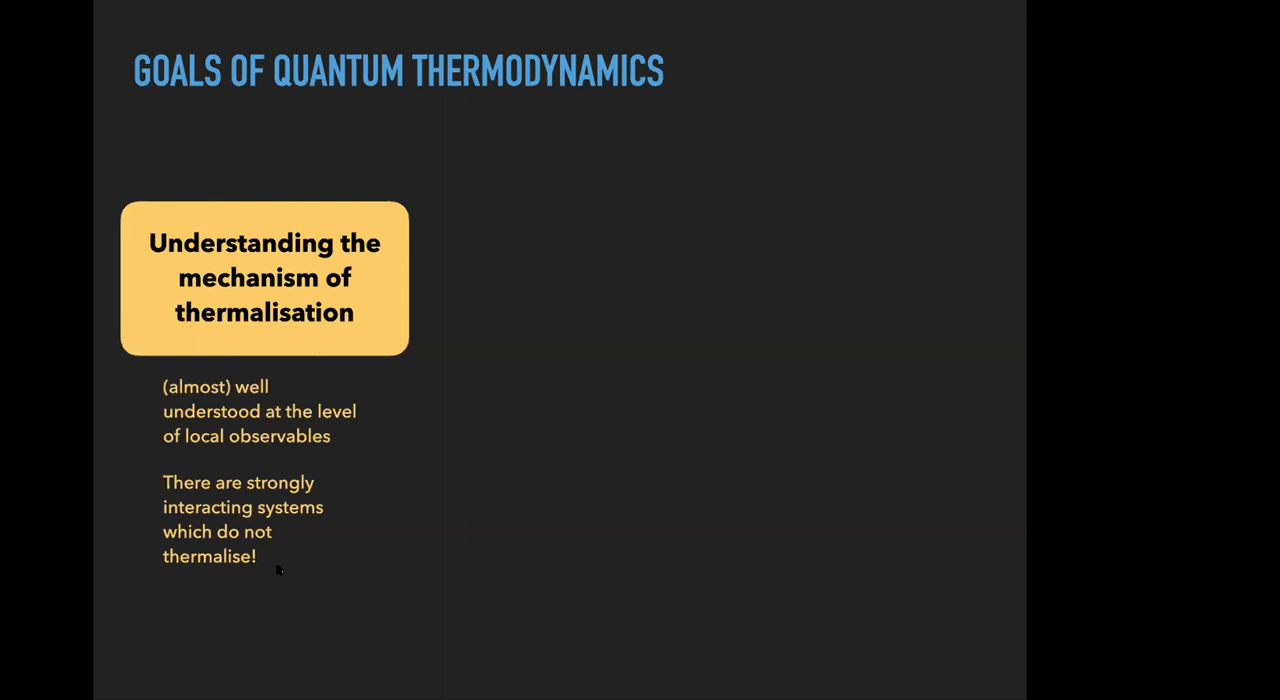 GOALS OF QUANTUM THERMODYNAMICS
Understanding the
mechanism of
thermalisation
(almost) well
understood at the level
of local observables
There are strongly
interacting systems
which do not
thermalise!